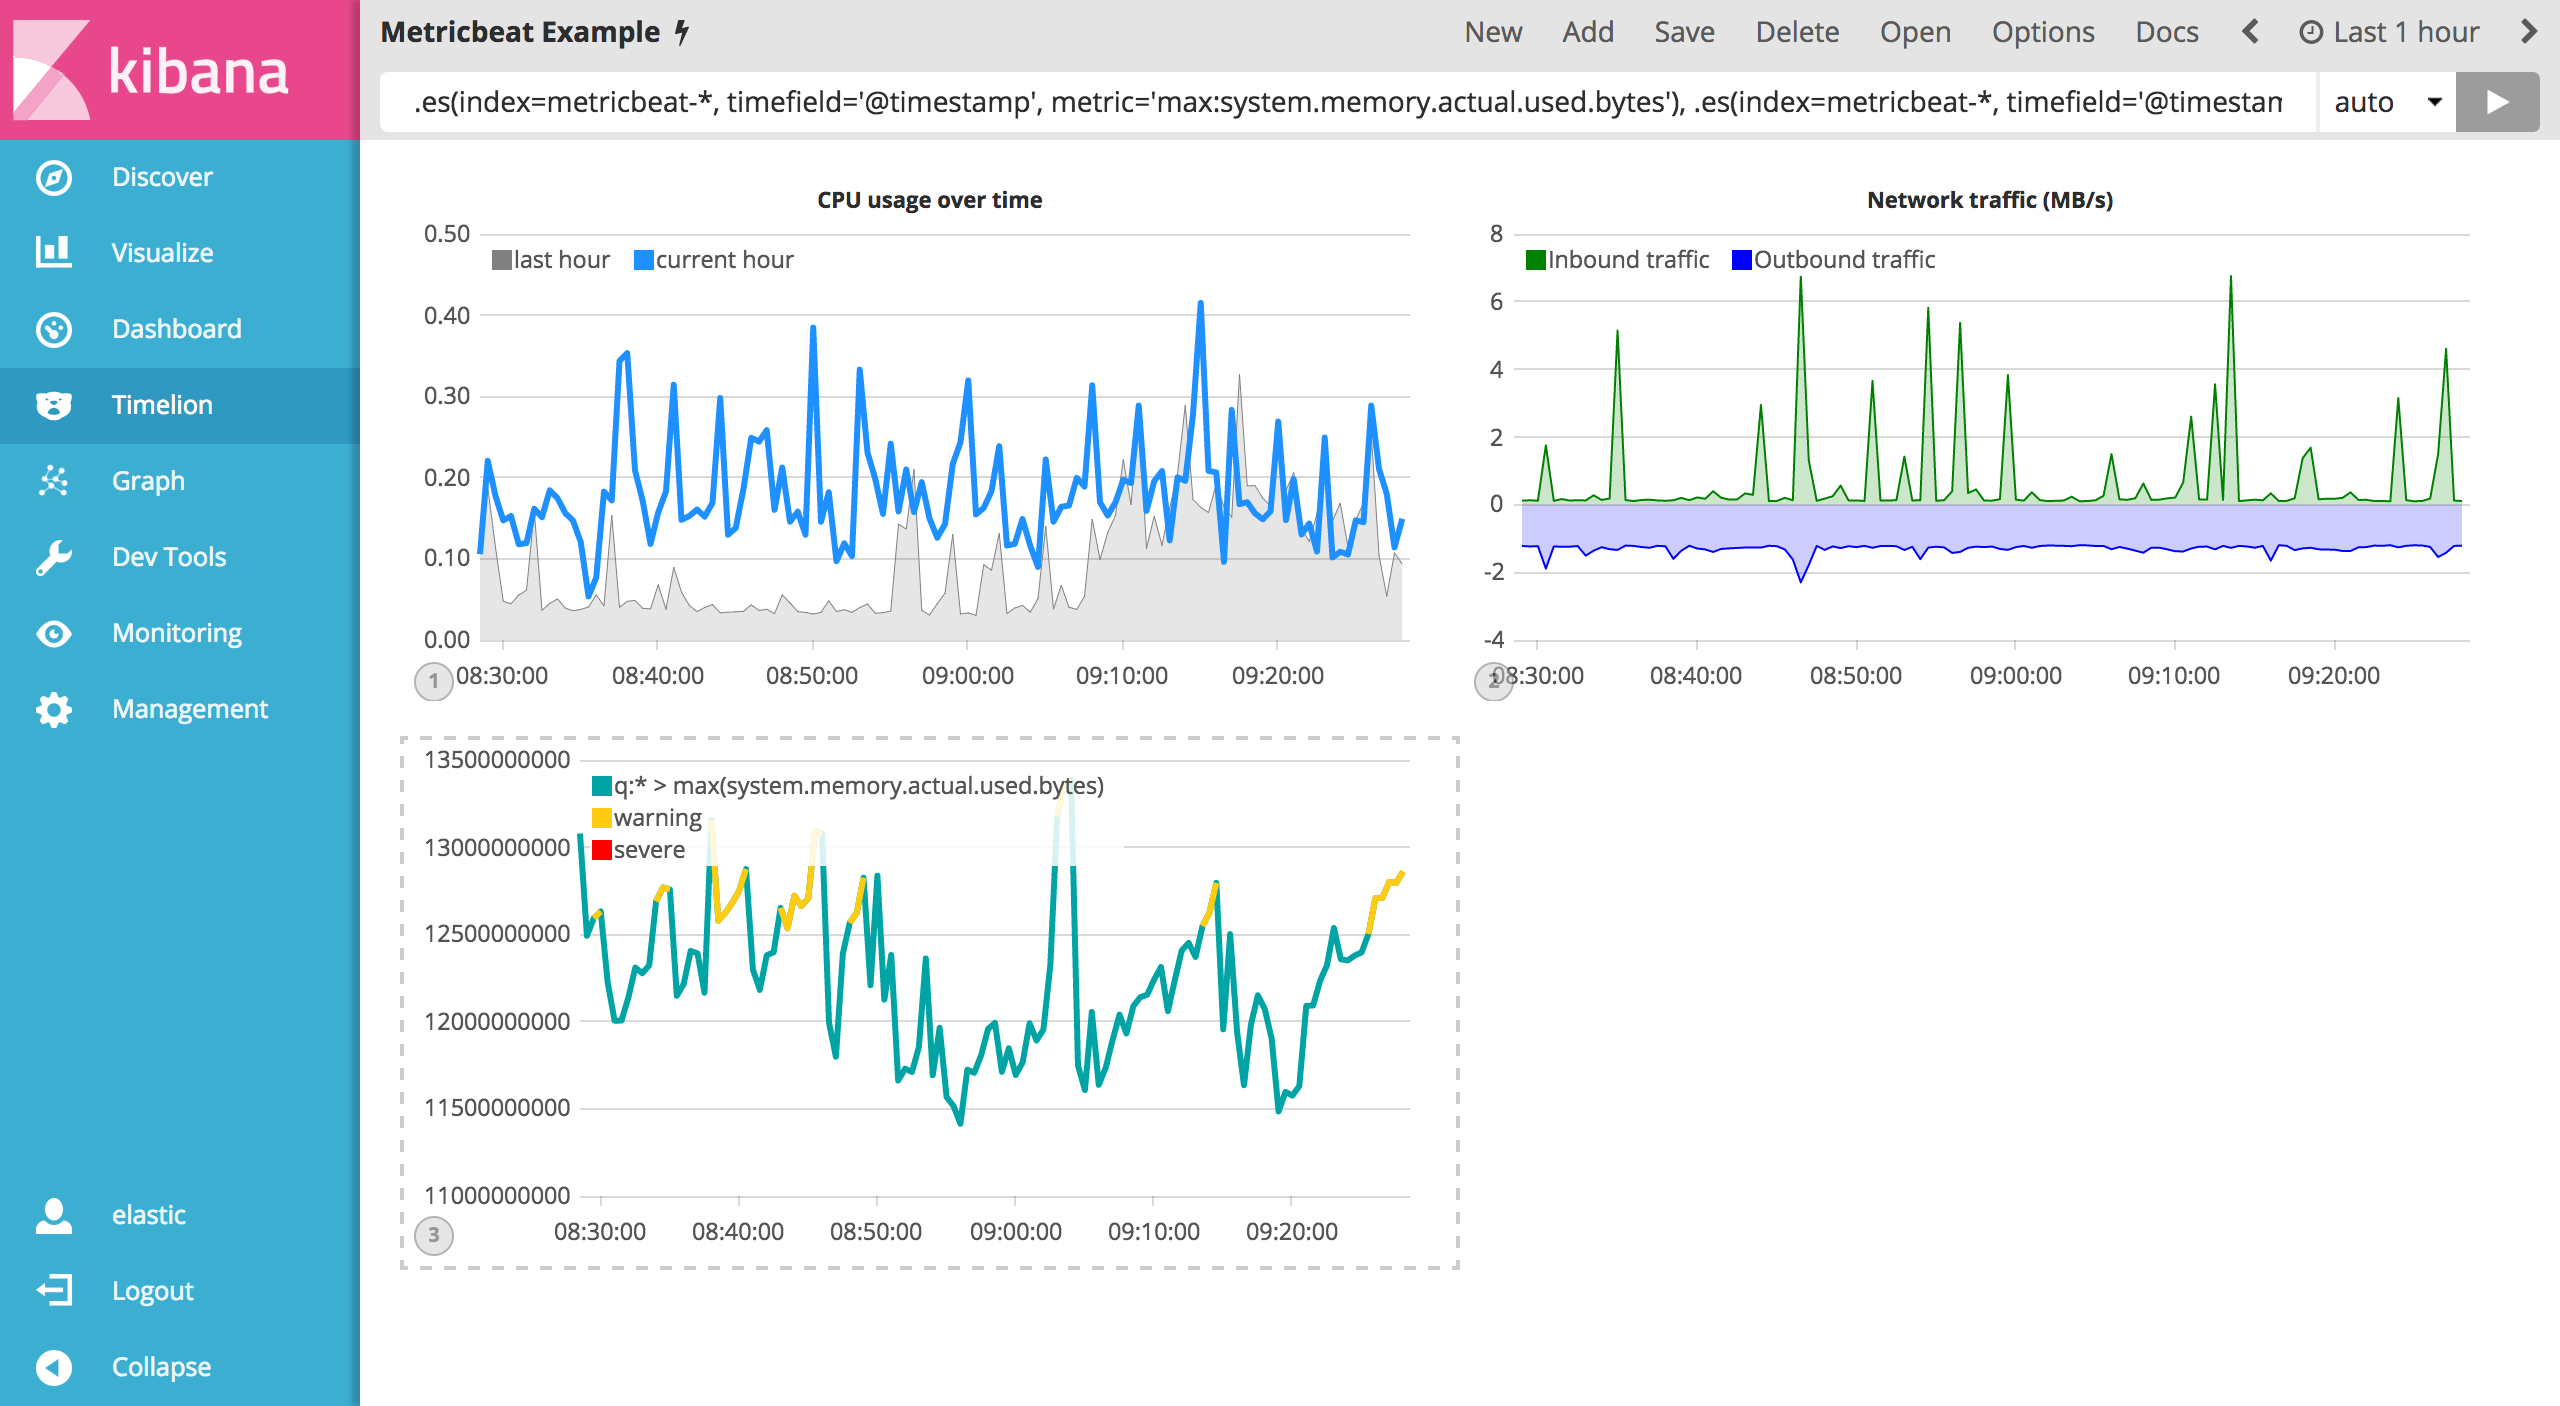 kibana
Discover
Visualize
Dashboard
Timelion
Graph
Dev Tools
Monitoring
Management
elastic
Logout
Collapse
Metricbeat Example
New Add Save Delete Open Options Docs Last 1 hour
.es(index=metricbeat-*, timefield='@timestamp', metric='max:system.memory.actual.used.bytes'), .es(index=metricbeat-*, timefield='@timestam
auto
CPU usage over time
last hour current hour
0.50
0.40
0.30
0.20
0.10
0.00
1
08:30:00 08:40:00 08:50:00 09:00:00 09:10:00 09:20:00
Network traffic (MB/s)
Inbound traffic Outbound traffic
8
6
4
2
0
-2
-4
2
08:30:00 08:40:00 08:50:00 09:00:00 09:10:00 09:20:00
q:* > max(system.memory.actual.used.bytes)
warning
severe
13500000000
13000000000
12500000000
12000000000
11500000000
11000000000
3
08:30:00 08:40:00 08:50:00 09:00:00 09:10:00 09:20:00